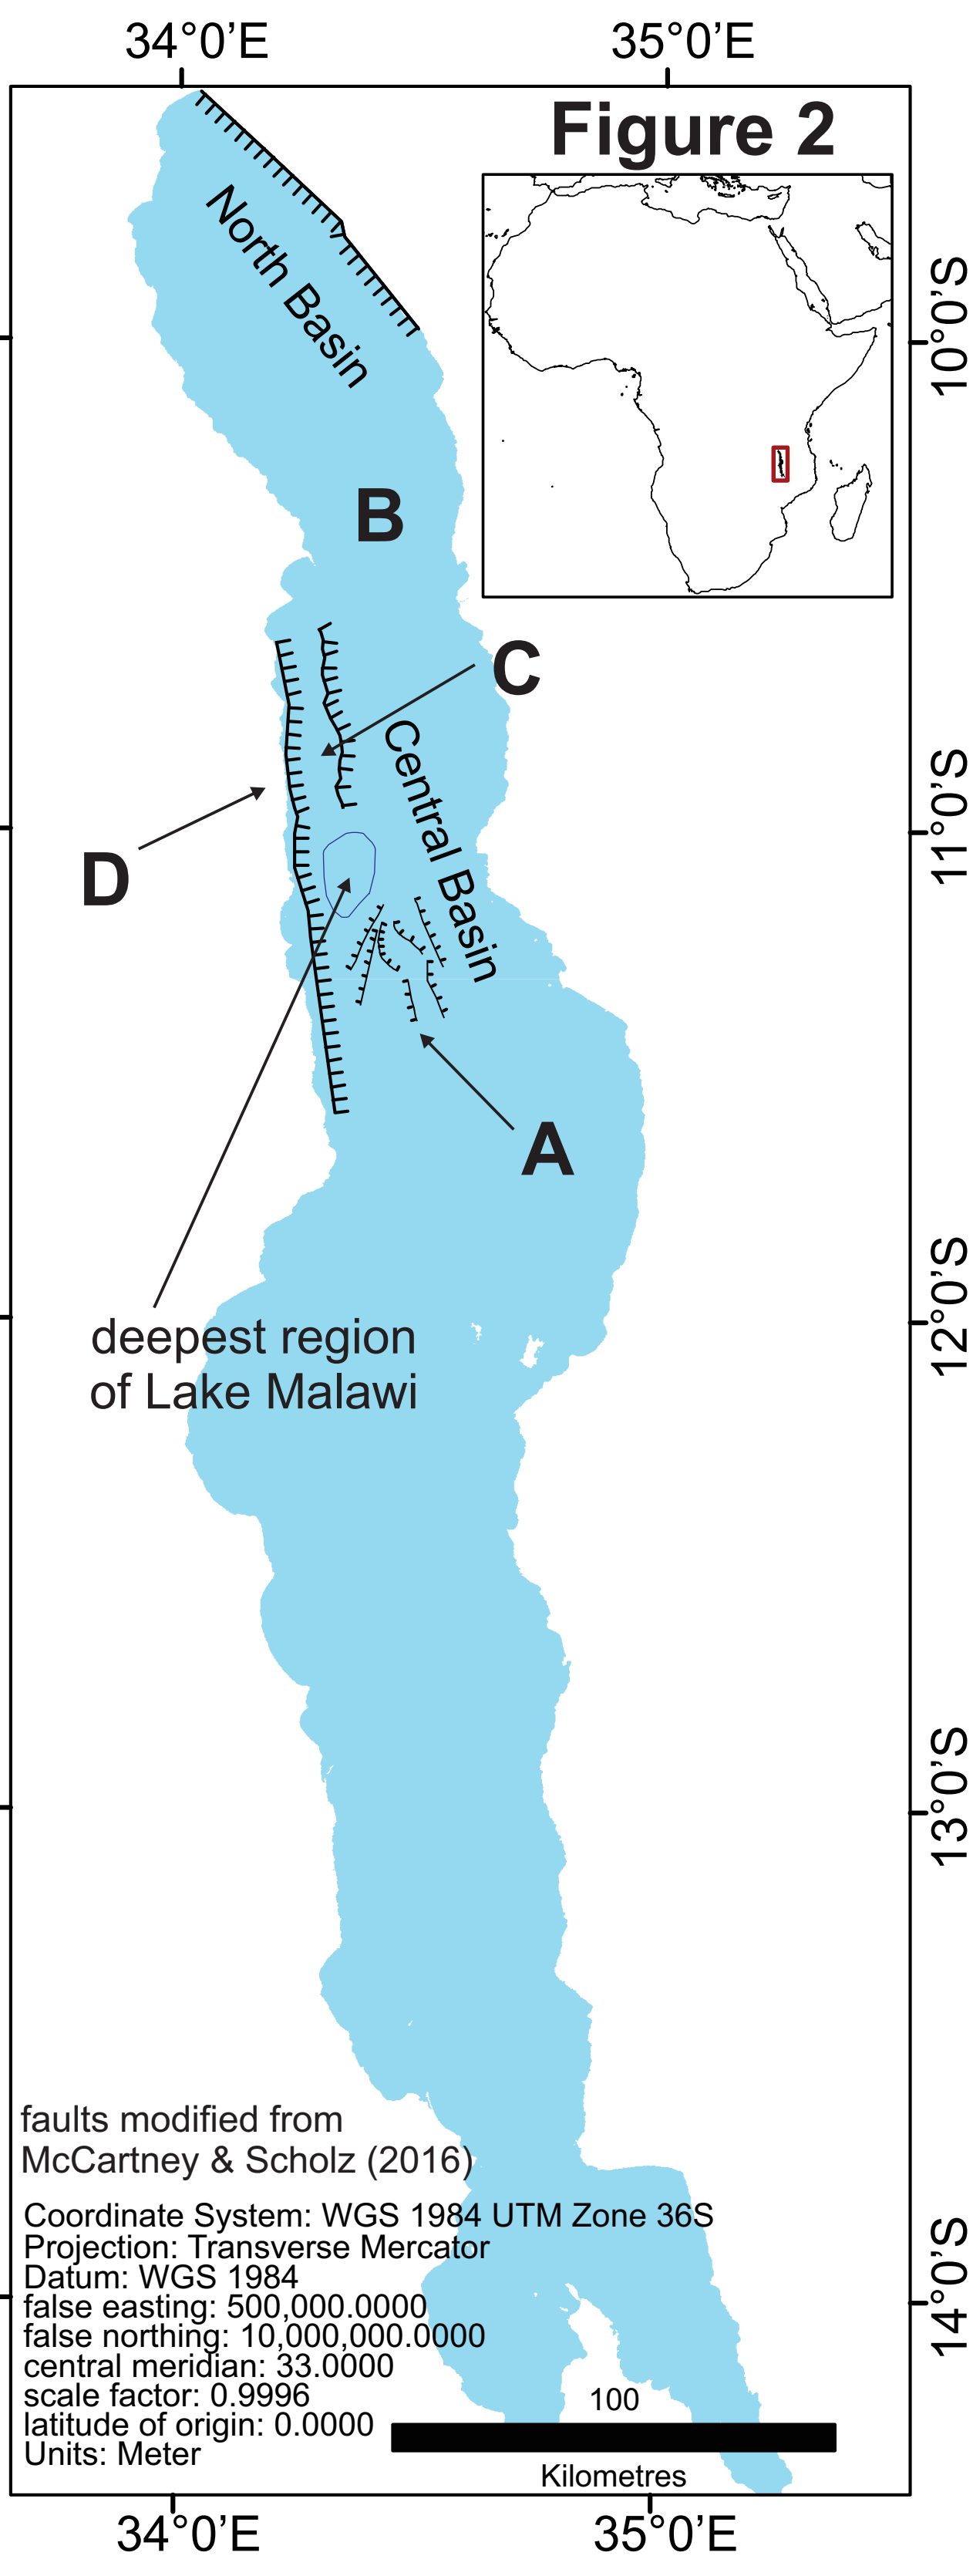 34°0'E
35°0'E
Figure 2
North Basin
10°0'S
B
C
Central Basin
11°0'S
D
A
12°0'S
deepest region
of Lake Malawi
13°0'S
faults modified from
McCartney & Scholz (2016)
Coordinate System: WGS 1984 UTM Zone 36S
Projection: Transverse Mercator
Datum: WGS 1984
false easting: 500,000.0000
false northing: 10,000,000.0000
central meridian: 33.0000
scale factor: 0.9996
latitude of origin: 0.0000
Units: Meter
14°0'S
100
Kilometres
34°0'E
35°0'E